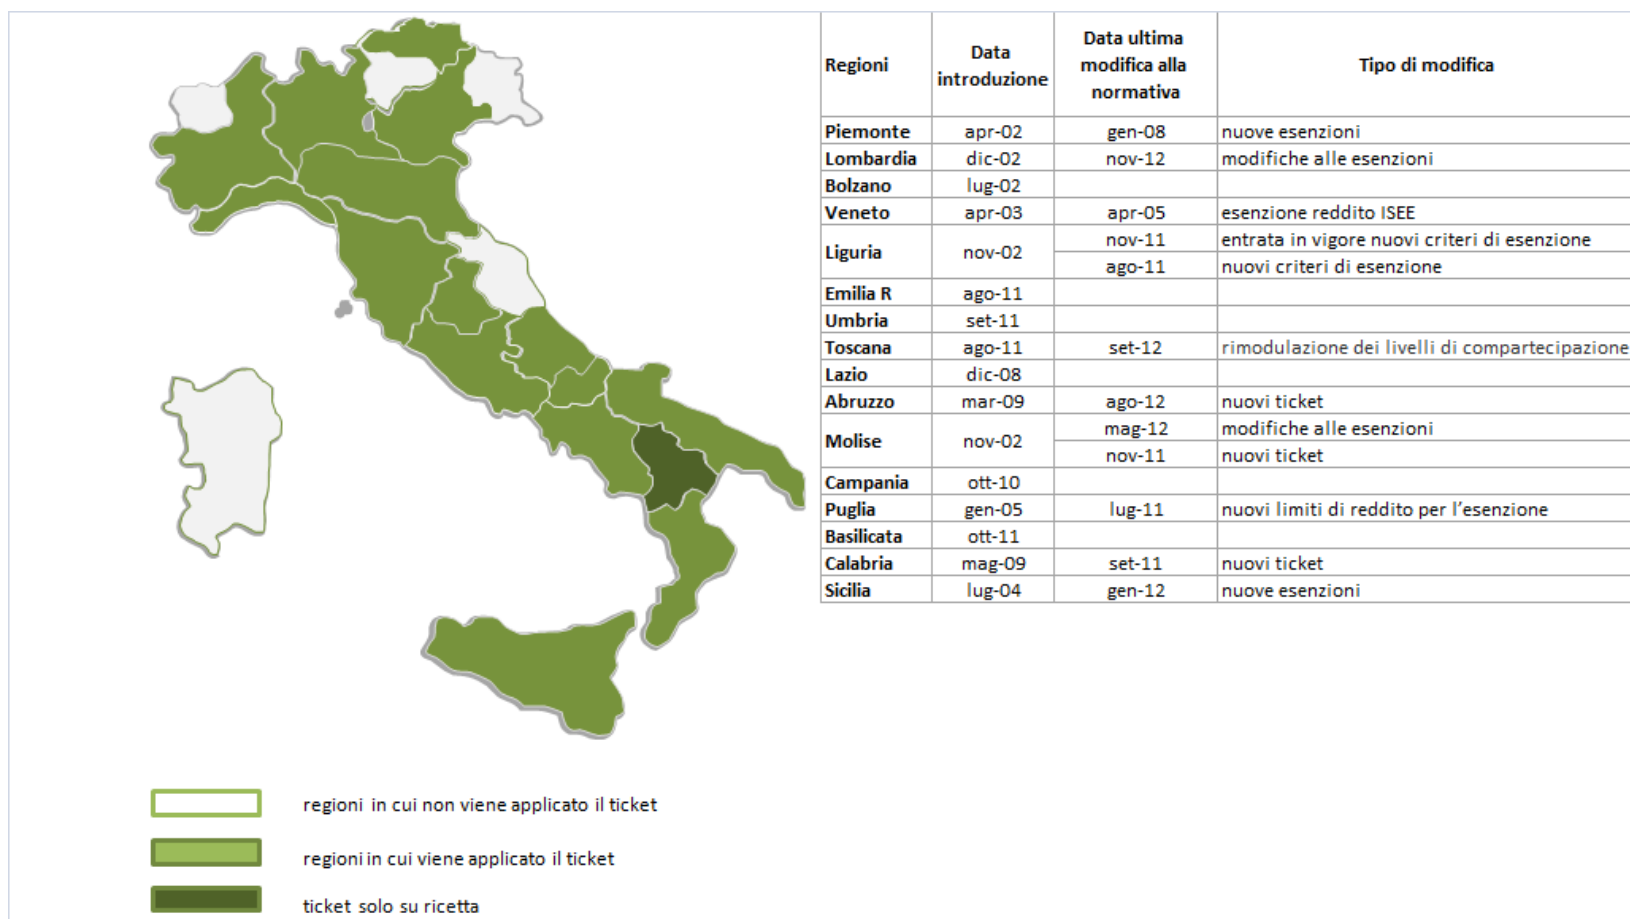 Regioni Data introduzione Data ultima modifica alla normativa Tipo di modifica
Piemonte apr-02 gen-08 nuove esenzioni
Lombardia dic-02 nov-12 modifiche alle esenzioni
Bolzano lug-02
Veneto apr-03 apr-05 esenzione reddito ISEE
Liguria nov-02 nov-11 entrata in vigore nuovi criteri di esenzione
ago-11 nuovi criteri di esenzione
Emilia R ago-11
Umbria set-11
Toscana ago-11 set-12 rimodulazione dei livelli di compartecipazione
Lazio dic-08
Abruzzo mar-09 ago-12 nuovi ticket
Molise nov-02 mag-12 modifiche alle esenzioni
nov-11 nuovi ticket
Campania ott-10
Puglia gen-05 lug-11 nuovi limiti di reddito per l’esenzione
Basilicata ott-11
Calabria mag-09 set-11 nuovi ticket
Sicilia lug-04 gen-12 nuove esenzioni
regioni in cui non viene applicato il ticket
regioni in cui viene applicato il ticket
ticket solo su ricetta